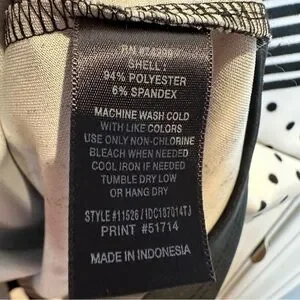 SHELL:
94% POLYESTER
6% SPANDEX
MACHINE WASH COLD
WITH LIKE COLORS
USE ONLY NON-CHLORINE
BLEACH WHEN NEEDED
COOL IRON IF NEEDED
TUMBLE DRY LOW
OR HANG DRY
STYLE #11526 / IDC187014TJ
PRINT #51714
MADE IN INDONESIA